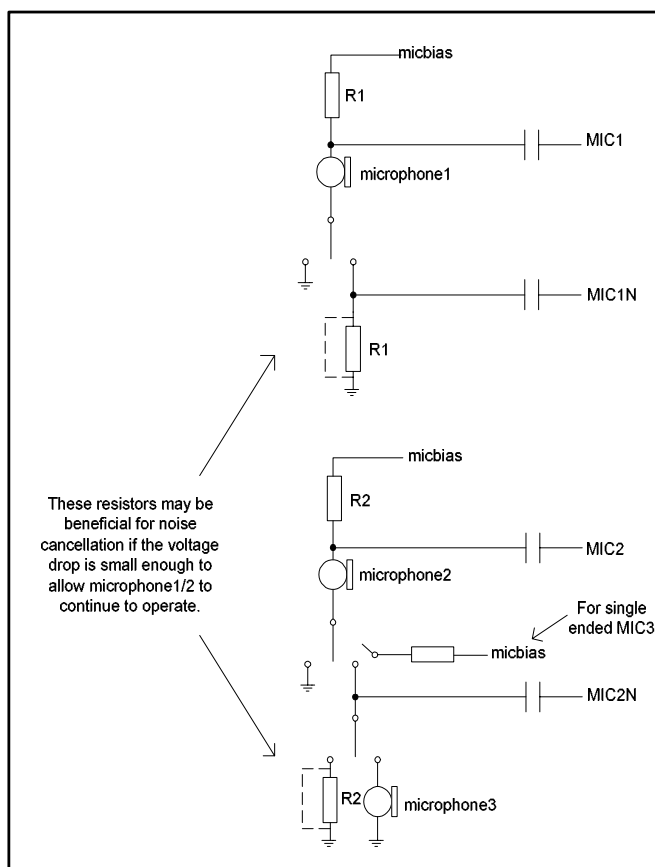 micbias
R1
MIC1
microphone1
MIC1N
R1
micbias
R2
These resistors may be
beneficial for noise
cancellation if the voltage
drop is small enough to
allow microphone1/2 to
continue to operate.
MIC2
microphone2
For single
ended MIC3
micbias
MIC2N
R2
microphone3